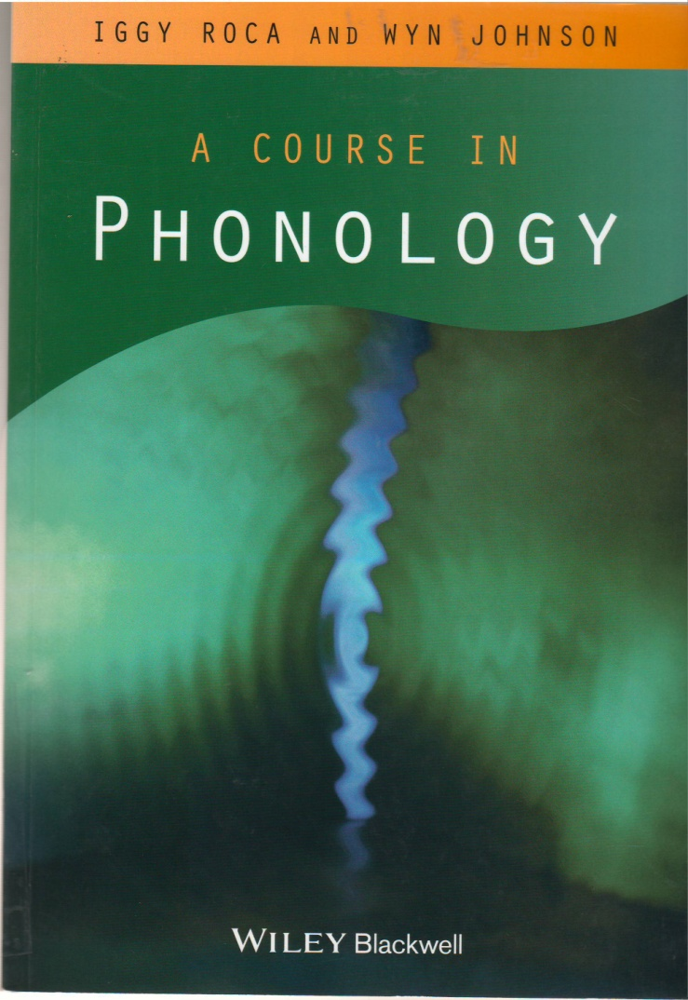 IGGY ROCA AND WYN JOHNSON
A COURSE IN
PHONOLOGY
WILEY Blackwell